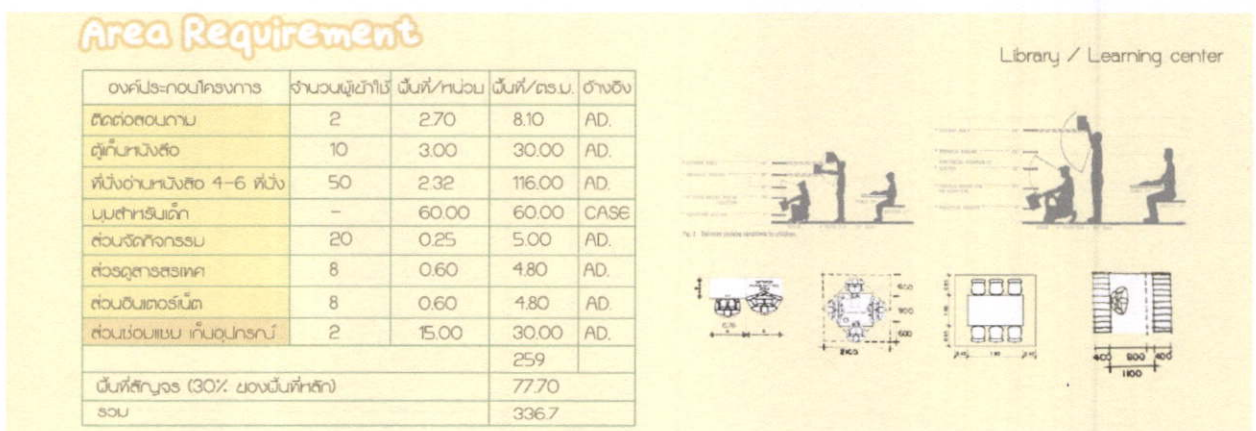 Area Requirement
Library / Learning center
องค์ประกอบโครงการ จำนวนผู้เข้าใช้ พื้นที่/หน่วย พื้นที่/ตร.ม. อ้างอิง
ติดต่อสอบถาม 2 2.70 8.10 AD.
ตู้เก็บหนังสือ 10 3.00 30.00 AD.
ที่นั่งอ่านหนังสือ 4-6 ที่นั่ง 50 2.32 116.00 AD.
มุมสำหรับเด็ก - 60.00 60.00 CASE
ส่วนจัดกิจกรรม 20 0.25 5.00 AD.
ส่วรดูสารสรเทศ 8 0.60 4.80 AD.
ส่วนอินเตอร์เน็ต 8 0.60 4.80 AD.
ส่วนซ่อมแซม เก็บอุปกรณ์ 2 15.00 30.00 AD.
259
พื้นที่สัญจร (30% ของพื้นที่หลัก) 77.70
รวม 336.7
900
600
2100
400 800 400
1100